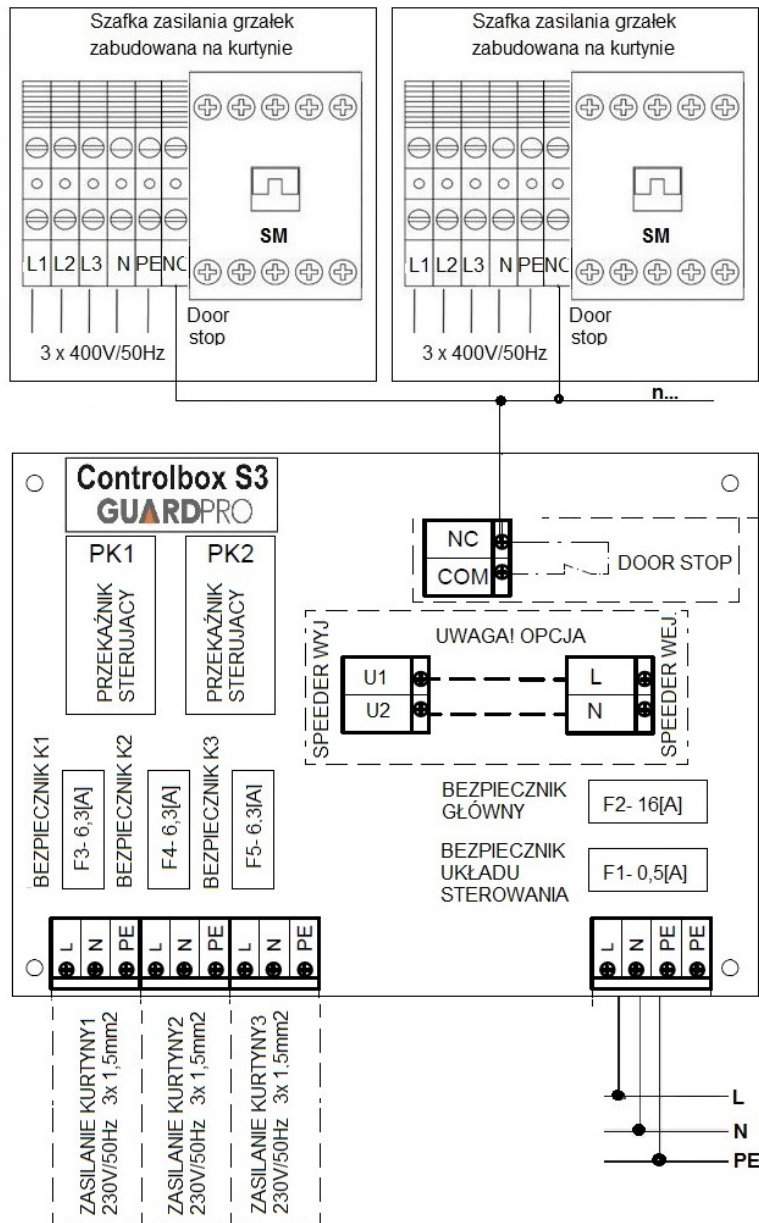 Szafka zasilania grzałek
zabudowana na kurtynie
SM
L1 L2 L3 N PE NC
Door
stop
3 x 400V/50Hz
Szafka zasilania grzałek
zabudowana na kurtynie
SM
L1 L2 L3 N PE NC
Door
stop
3 x 400V/50Hz
n...
Controlbox S3
GUARDPRO
PK1
PRZEKAŹNIK
STERUJACY
PK2
PRZEKAŹNIK
STERUJACY
NC
COM
DOOR STOP
UWAGA! OPCJA
SPEEDER WYJ
U1
U2
L
N
SPEEDER WEJ.
BEZPIECZNIK K1
F3- 6,3[A]
BEZPIECZNIK K2
F4- 6,3[A]
BEZPIECZNIK K3
F5- 6.3[A]
BEZPIECZNIK
GŁÓWNY
F2- 16[A]
BEZPIECZNIK
UKŁADU
STEROWANIA
F1- 0,5[A]
L N PE L N PE L N PE
L N PE PE
ZASILANIE KURTYNY1
230V/50Hz 3x 1,5mm2
ZASILANIE KURTYNY2
230V/50Hz 3x 1,5mm2
ZASILANIE KURTYNY3
230V/50Hz 3x 1.5mm2
L
N
PE